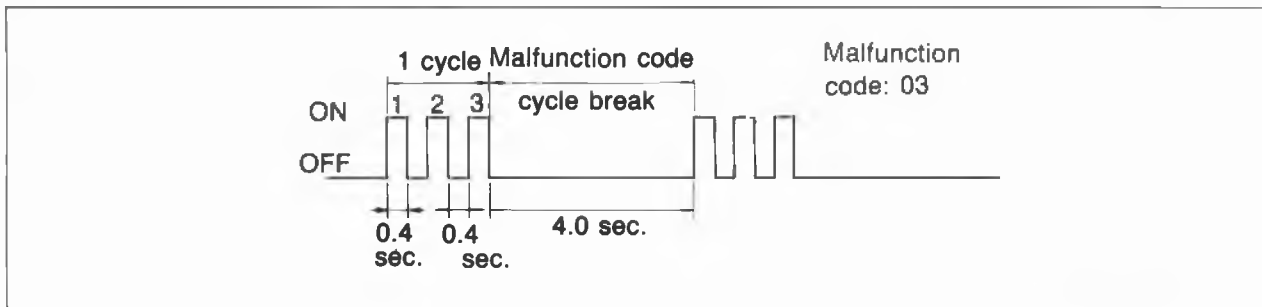 1 cycle Malfunction code
cycle break
Malfunction
code: 03
ON
1 2 3
OFF
0.4
sec.
0.4
sec.
4.0 sec.